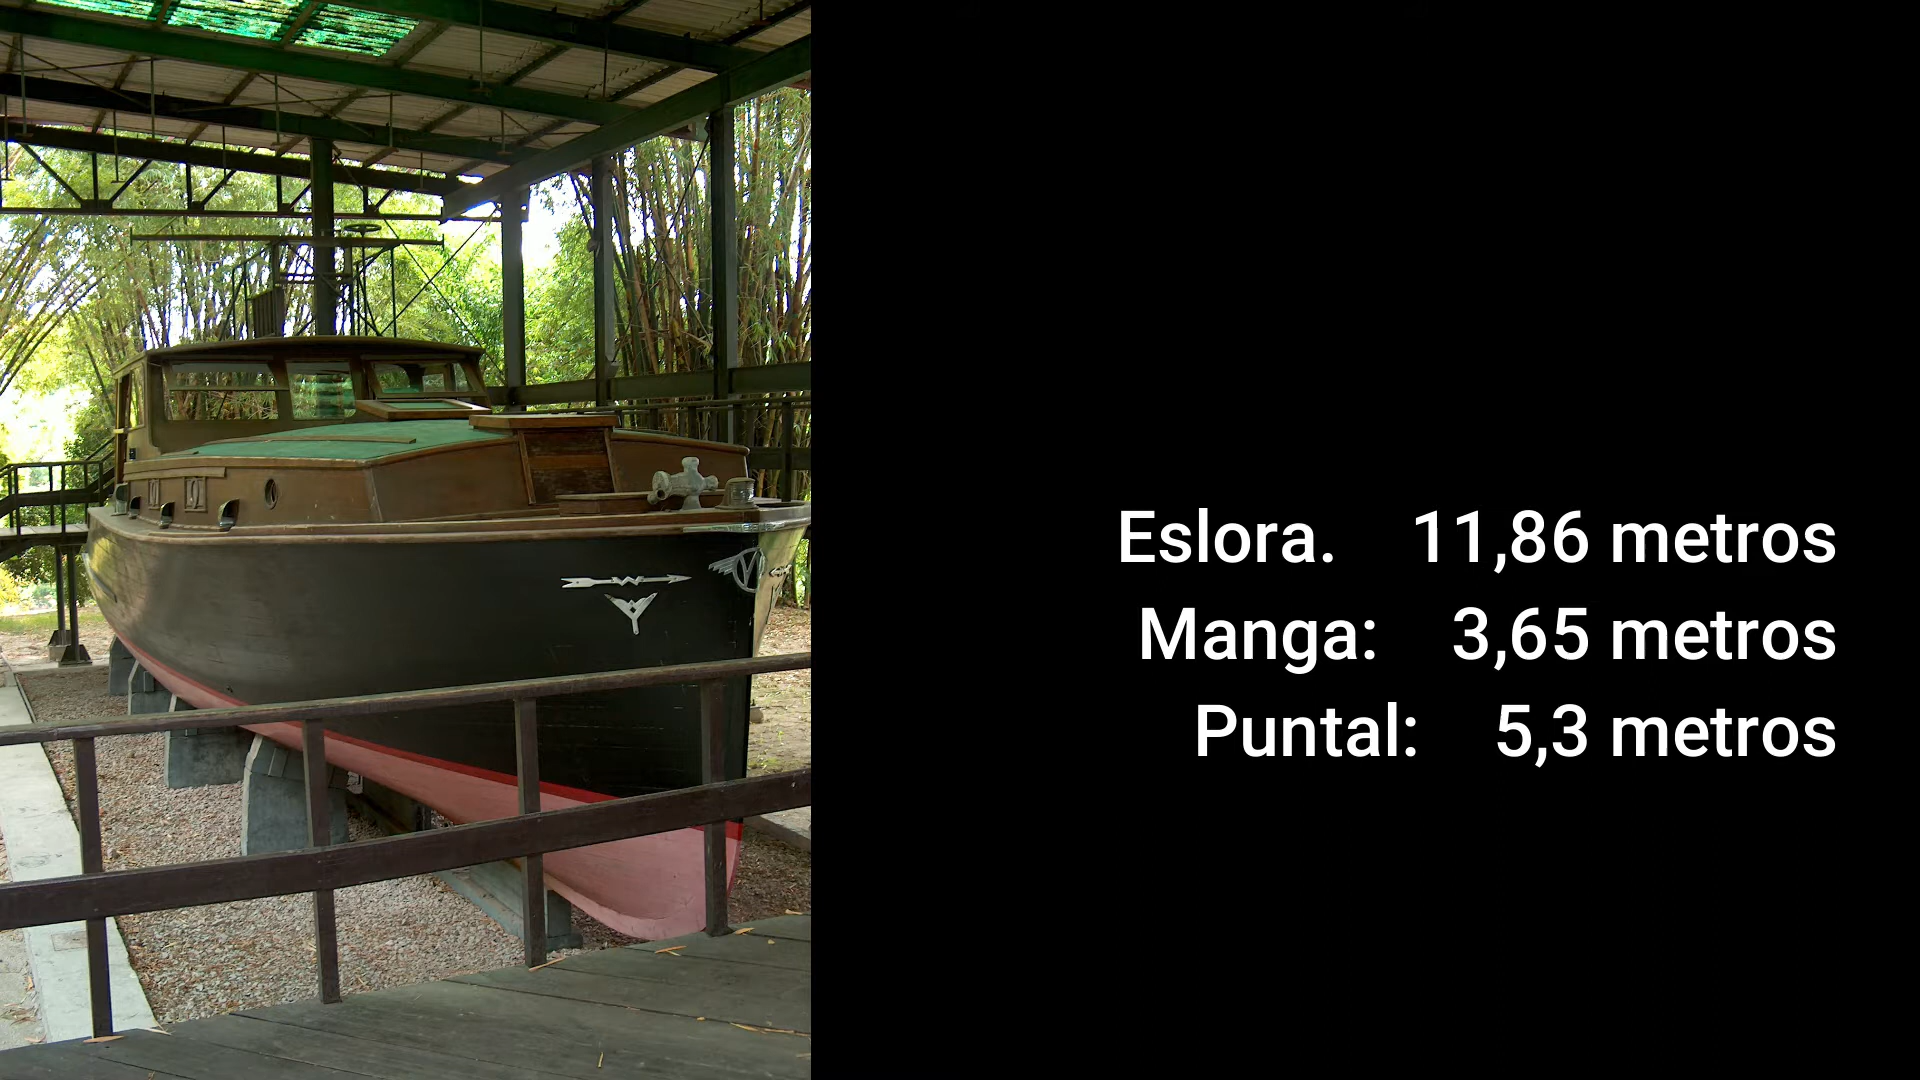 Eslora. 11,86 metros
Manga: 3,65 metros
Puntal: 5,3 metros